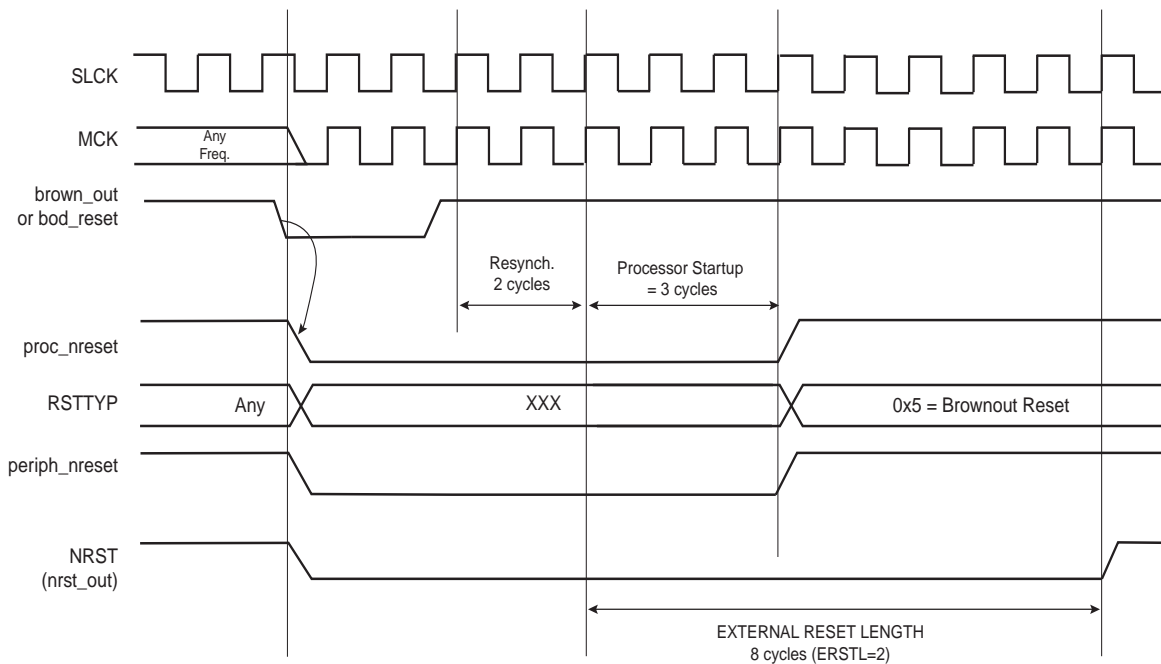 SLCK
MCK
Any
Freq.
brown_out
or bod_reset
Resynch.
2 cycles
Processor Startup
= 3 cycles
proc_nreset
RSTTYP
Any
XXX
0x5 = Brownout Reset
periph_nreset
NRST
(nrst_out)
EXTERNAL RESET LENGTH
8 cycles (ERSTL=2)